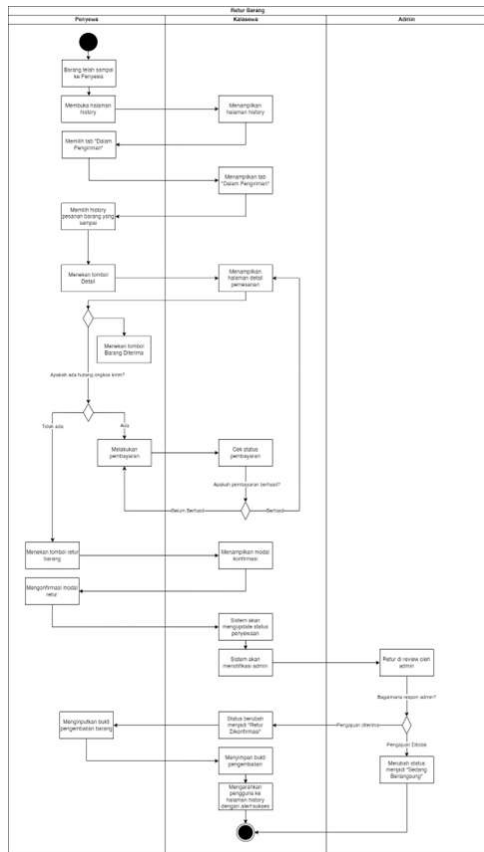 Retur Barang
Penyewa
Kalasewa
Admin
Barang telah sampai
ke Penyewa
Membuka halaman
history
Menampilkan
halaman history
Memilih tab "Dalam
Pengiriman"
Menampilkan tab
"Dalam Pengiriman"
Memilih history
pesanan barang yang
sampai
Menekan tombol
Detail
Menampilkan
halaman detail
pemesanan
Menekan tombol
Barang Diterima
Apakah ada hutang ongkos kirim?
Tidak ada
Ada
Melakukan
pembayaran
Cek status
pembayaran
Apakah pembayaran berhasil?
Belum Berhasil
Berhasil
Menekan tombol retur
barang
Menampilkan modal
konfirmasi
Mengonfirmasi modal
retur
Sistem akan
mengupdate status
penyewaan
Sistem akan
menotifikasi admin
Retur di review oleh
admin
Bagaimana respon admin?
Pengajuan diterima
Status berubah
menjadi "Retur
Dikonfirmasi"
Menginputkan bukti
pengembalian barang
Pengajuan Ditolak
Menyimpan bukti
pengembalian
Merubah status
menjadi "Sedang
Berlangsung"
Mengarahkan
pengguna ke
halaman history
dengan alert sukses